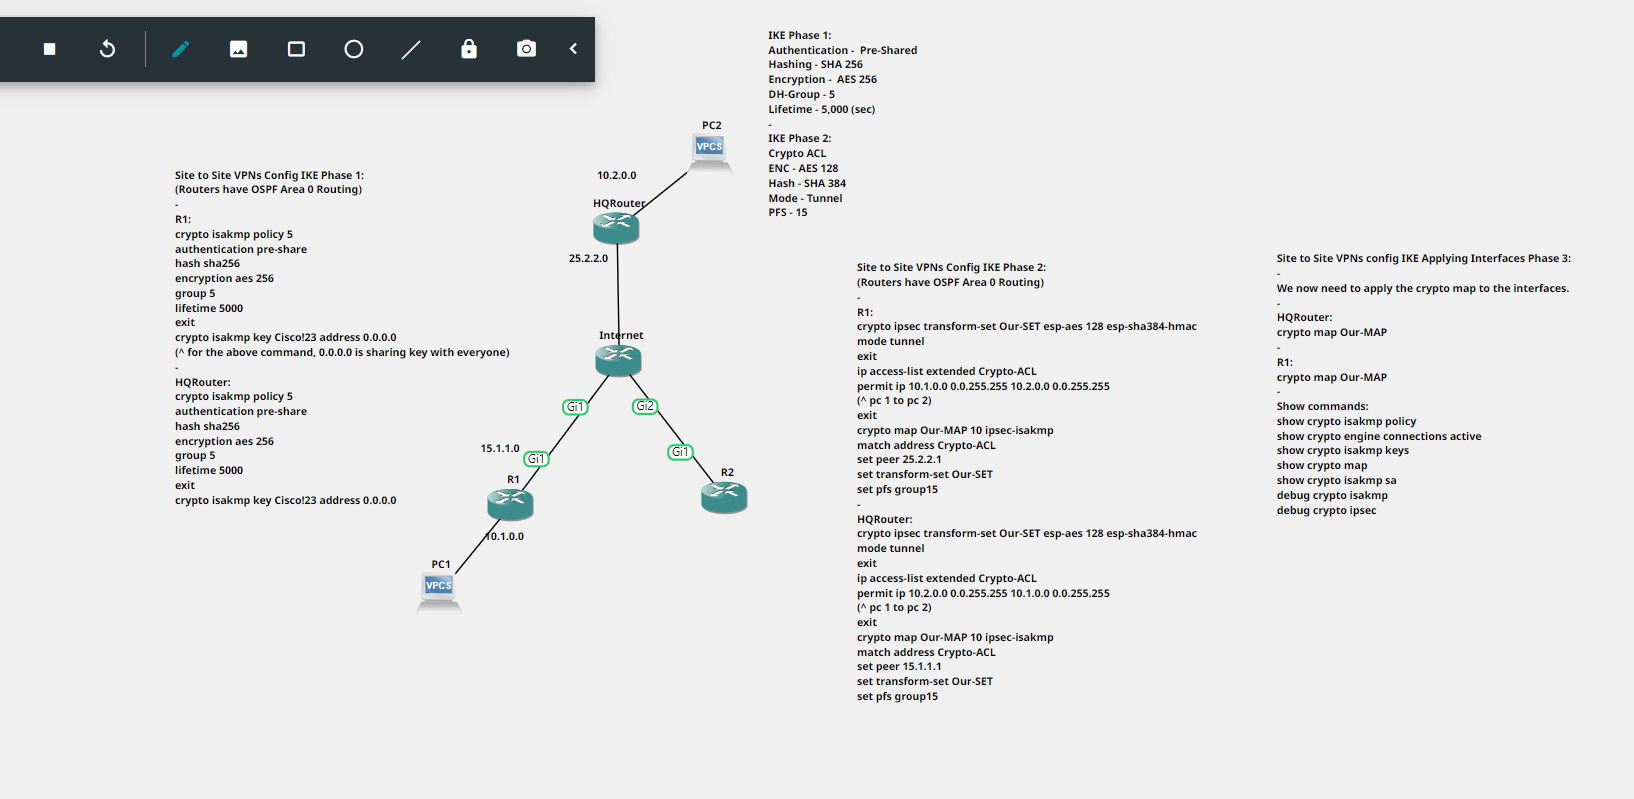 IKE Phase 1:
Authentication -  Pre-Shared
Hashing - SHA 256
Encryption -  AES 256
DH-Group - 5
Lifetime - 5,000 (sec)
-
IKE Phase 2:
Crypto ACL
ENC - AES 128
Hash - SHA 384
Mode - Tunnel
PFS - 15
PC2
VPCS
10.2.0.0
HQRouter
25.2.2.0
Internet
Gi1
Gi2
15.1.1.0
Gi1
Gi1
R1
R2
10.1.0.0
PC1
VPCS
Site to Site VPNs Config IKE Phase 1:
(Routers have OSPF Area 0 Routing)
-
R1:
crypto isakmp policy 5
authentication pre-share
hash sha256
encryption aes 256
group 5
lifetime 5000
exit
crypto isakmp key Cisco!23 address 0.0.0.0
(^ for the above command, 0.0.0.0 is sharing key with everyone)
-
HQRouter:
crypto isakmp policy 5
authentication pre-share
hash sha256
encryption aes 256
group 5
lifetime 5000
exit
crypto isakmp key Cisco!23 address 0.0.0.0
Site to Site VPNs Config IKE Phase 2:
(Routers have OSPF Area 0 Routing)
-
R1:
crypto ipsec transform-set Our-SET esp-aes 128 esp-sha384-hmac
mode tunnel
exit
ip access-list extended Crypto-ACL
permit ip 10.1.0.0 0.0.255.255 10.2.0.0 0.0.255.255
(^ pc 1 to pc 2)
exit
crypto map Our-MAP 10 ipsec-isakmp
match address Crypto-ACL
set peer 25.2.2.1
set transform-set Our-SET
set pfs group15
-
HQRouter:
crypto ipsec transform-set Our-SET esp-aes 128 esp-sha384-hmac
mode tunnel
exit
ip access-list extended Crypto-ACL
permit ip 10.2.0.0 0.0.255.255 10.1.0.0 0.0.255.255
(^ pc 1 to pc 2)
exit
crypto map Our-MAP 10 ipsec-isakmp
match address Crypto-ACL
set peer 15.1.1.1
set transform-set Our-SET
set pfs group15
Site to Site VPNs config IKE Applying Interfaces Phase 3:
-
We now need to apply the crypto map to the interfaces.
-
HQRouter:
crypto map Our-MAP
-
R1:
crypto map Our-MAP
-
Show commands:
show crypto isakmp policy
show crypto engine connections active
show crypto isakmp keys
show crypto map
show crypto isakmp sa
debug crypto isakmp
debug crypto ipsec